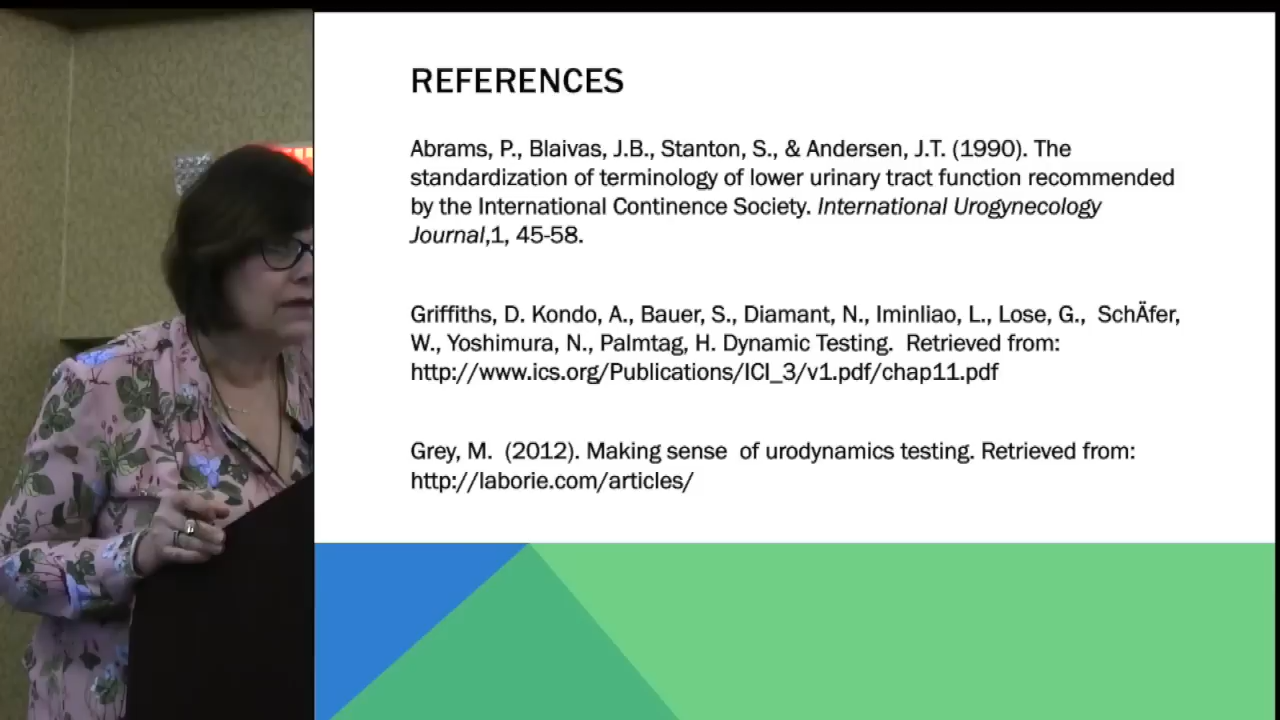 REFERENCES
Abrams, P., Blaivas, J.B., Stanton, S., & Andersen, J.T. (1990). The
standardization of terminology of lower urinary tract function recommended
by the International Continence Society. International Urogynecology
Journal,1, 45-58.
Griffiths, D. Kondo, A., Bauer, S., Diamant, N., Iminliao, L., Lose, G.,  SchÄfer,
W., Yoshimura, N., Palmtag, H. Dynamic Testing.  Retrieved from:
http://www.ics.org/Publications/ICI_3/v1.pdf/chap11.pdf
Grey, M.  (2012). Making sense  of urodynamics testing. Retrieved from:
http://laborie.com/articles/